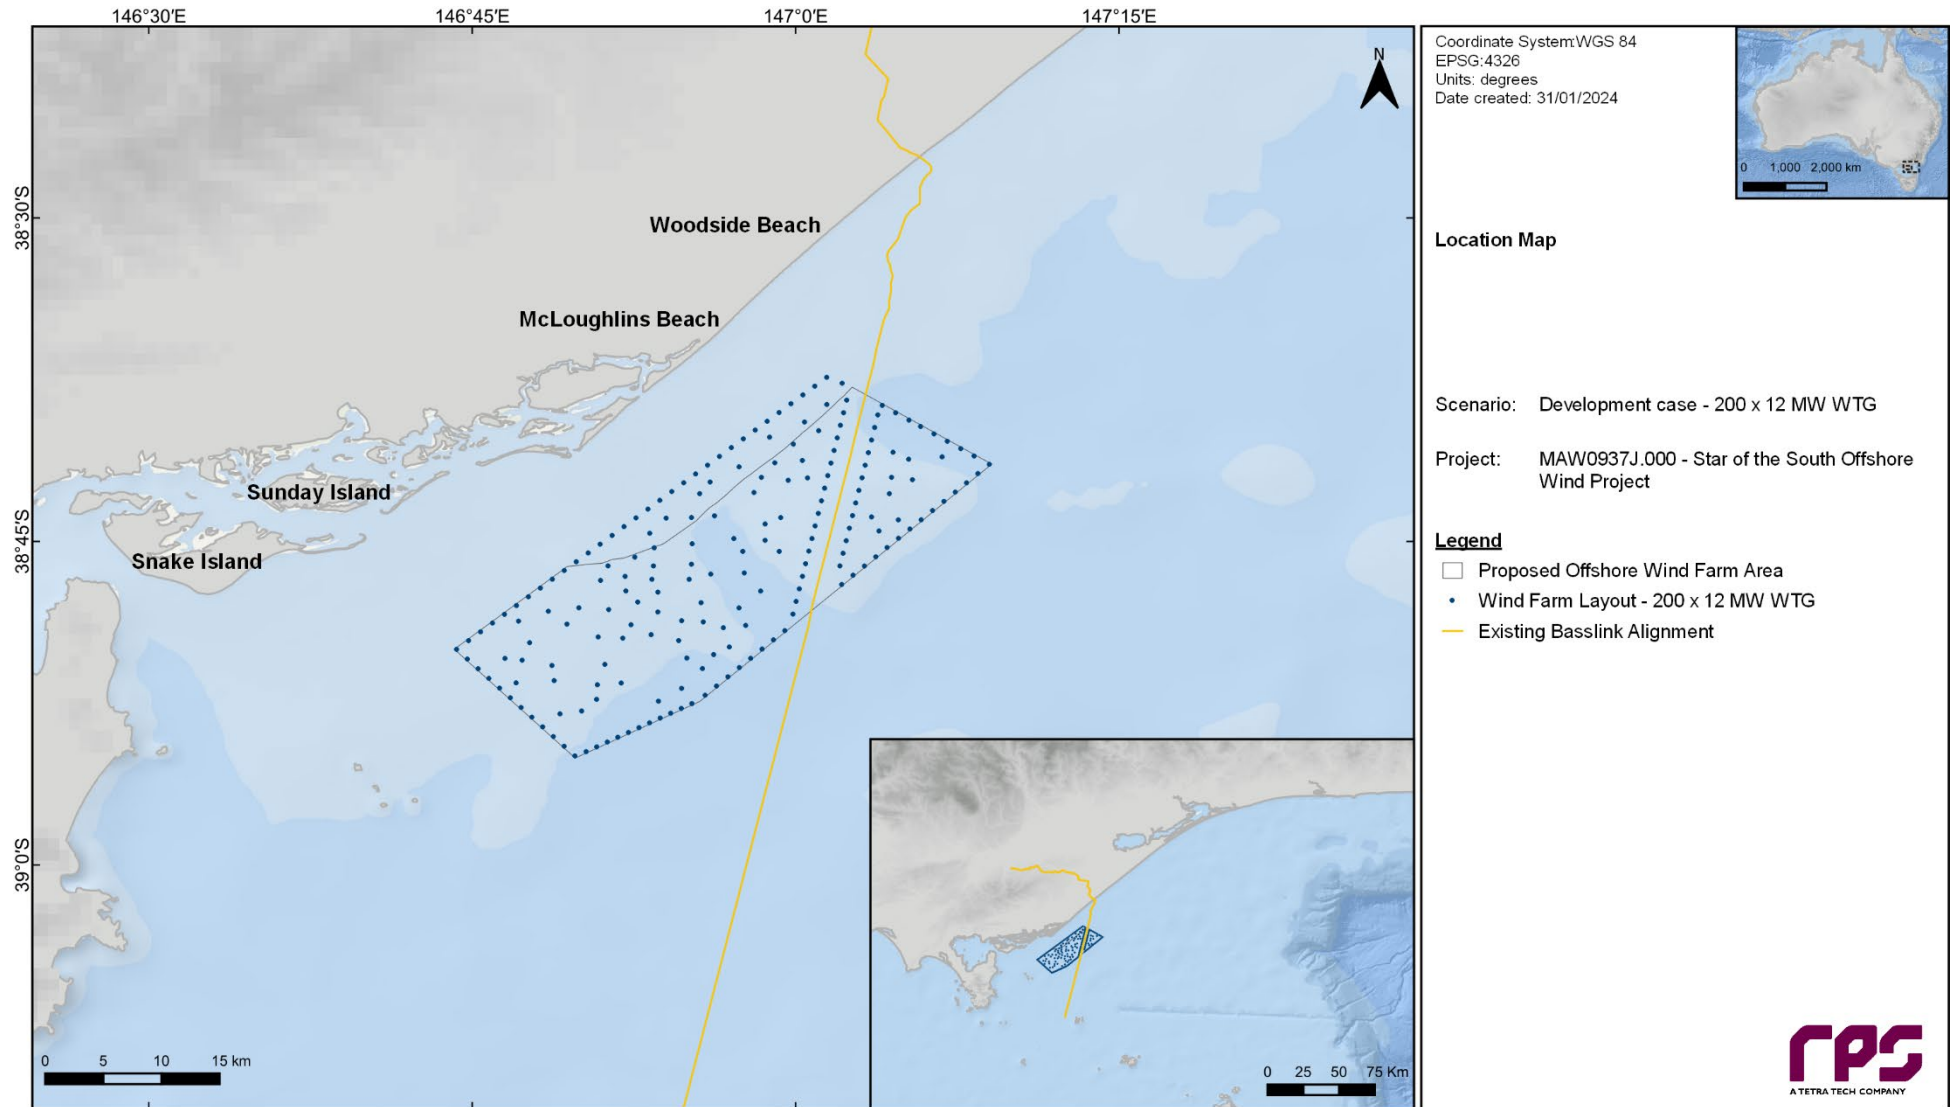 146°30'E
146°45'E
147°0'E
147°15'E
38°30'S
38°45'S
39°0'S
N
Woodside Beach
McLoughlins Beach
Sunday Island
Snake Island
0 5 10 15 km
0 25 50 75 Km
Coordinate System:WGS 84
EPSG:4326
Units: degrees
Date created: 31/01/2024
0 1,000 2,000 km
Location Map
Scenario: Development case - 200 x 12 MW WTG
Project: MAW0937J.000 - Star of the South Offshore
Wind Project
Legend
Proposed Offshore Wind Farm Area
Wind Farm Layout - 200 x 12 MW WTG
Existing Basslink Alignment
rps
A TETRA TECH COMPANY